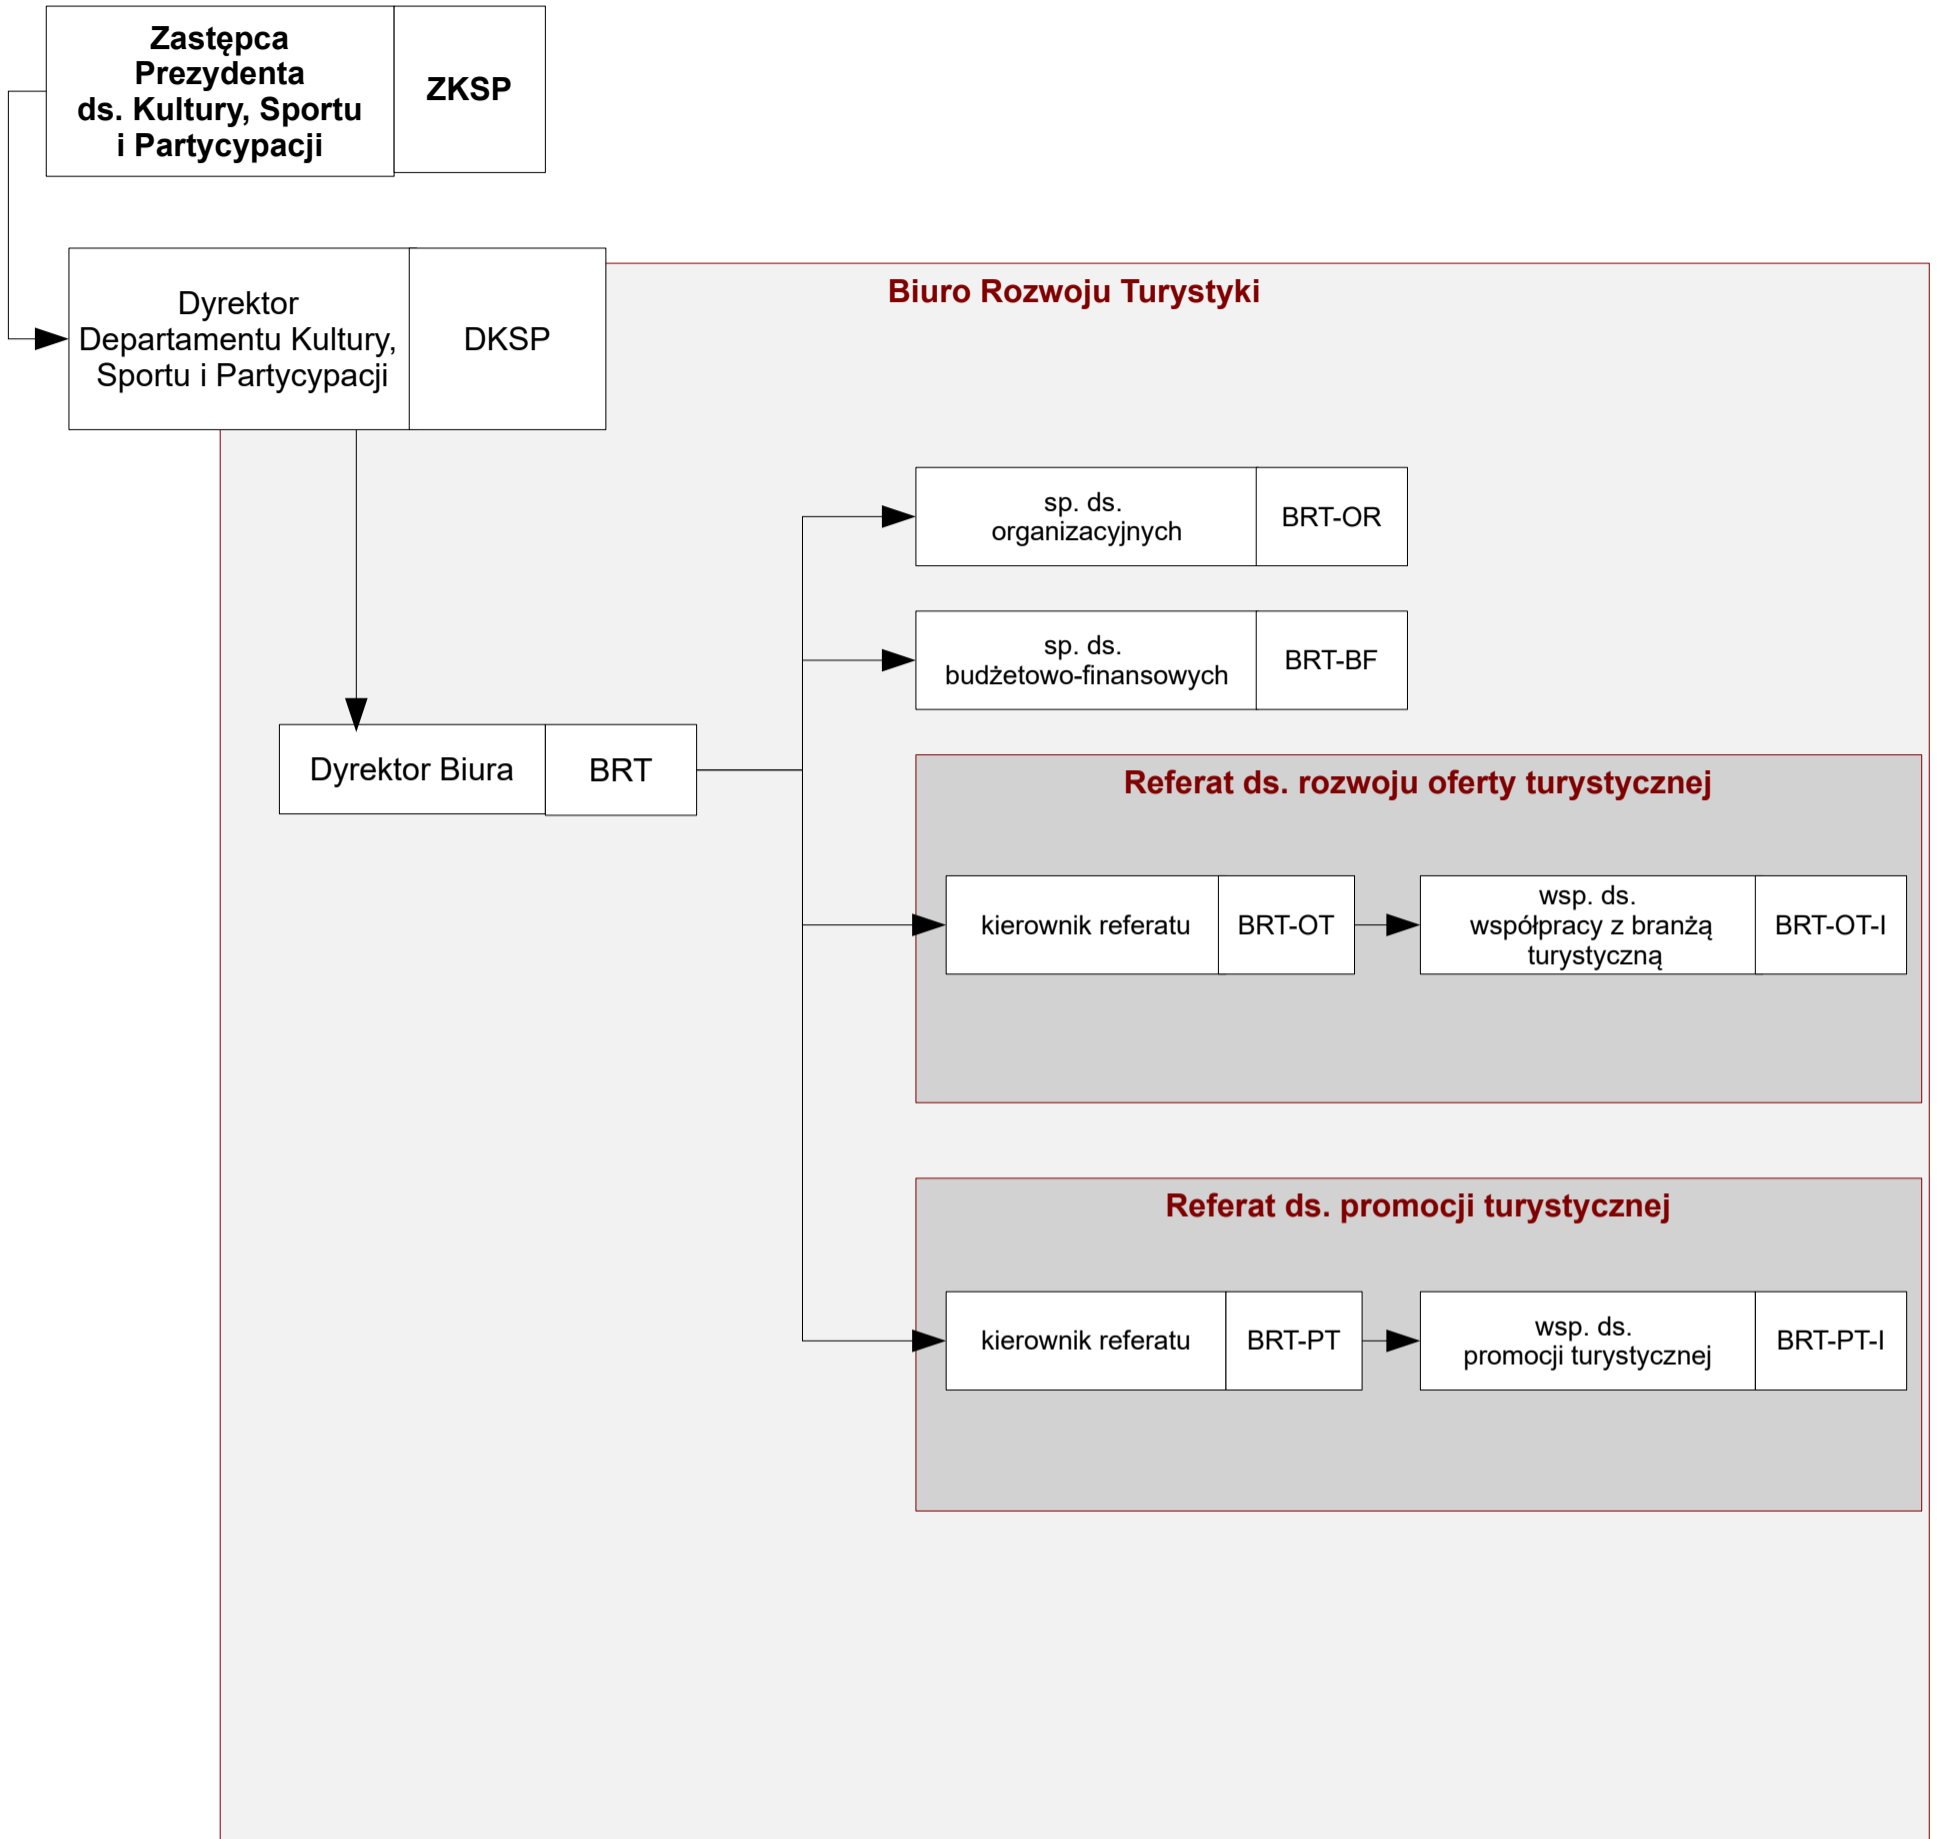 Zastępca
Prezydenta
ds. Kultury, Sportu
i Partycypacji
ZKSP
Dyrektor
Departamentu Kultury,
Sportu i Partycypacji
DKSP
Biuro Rozwoju Turystyki
sp. ds.
organizacyjnych
BRT-OR
sp. ds.
budżetowo-finansowych
BRT-BF
Dyrektor Biura
BRT
Referat ds. rozwoju oferty turystycznej
kierownik referatu
BRT-OT
wsp. ds.
współpracy z branżą
turystyczną
BRT-OT-I
Referat ds. promocji turystycznej
kierownik referatu
BRT-PT
wsp. ds.
promocji turystycznej
BRT-PT-I